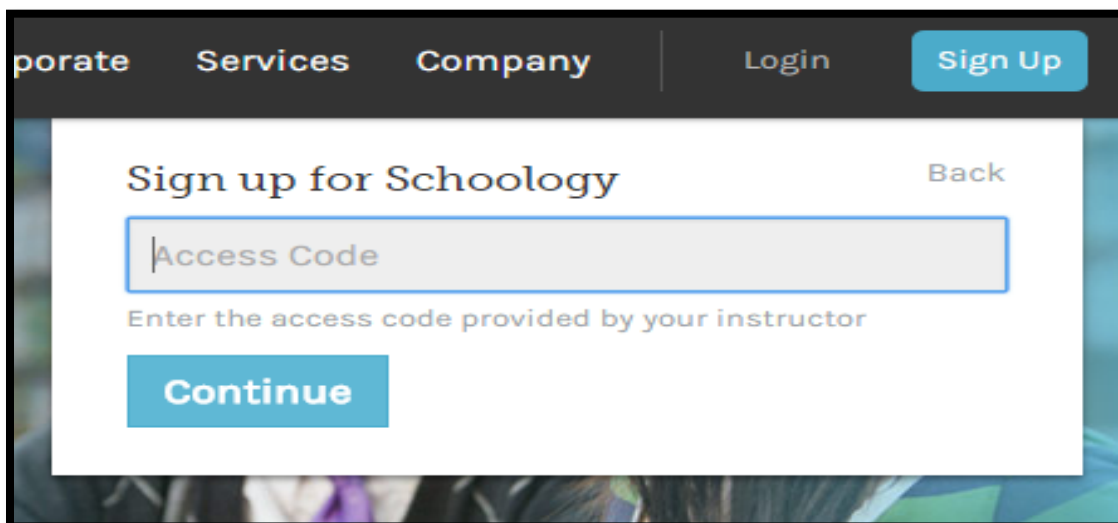 porate Services Company Login Sign Up
Sign up for Schoology Back
Access Code
Enter the access code provided by your instructor
Continue